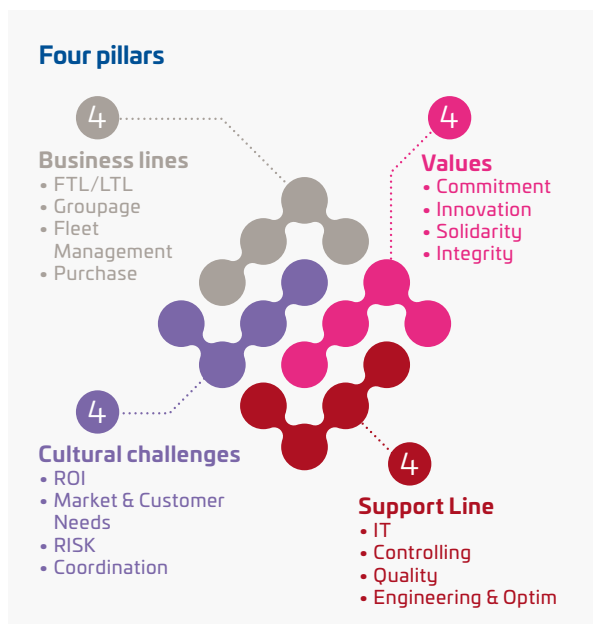 Four pillars
4
Business lines
• FTL/LTL
• Groupage
• Fleet
Management
• Purchase
4
Values
• Commitment
• Innovation
• Solidarity
• Integrity
4
Cultural challenges
• ROI
• Market & Customer
Needs
• RISK
• Coordination
4
Support Line
• IT
• Controlling
• Quality
• Engineering & Optim